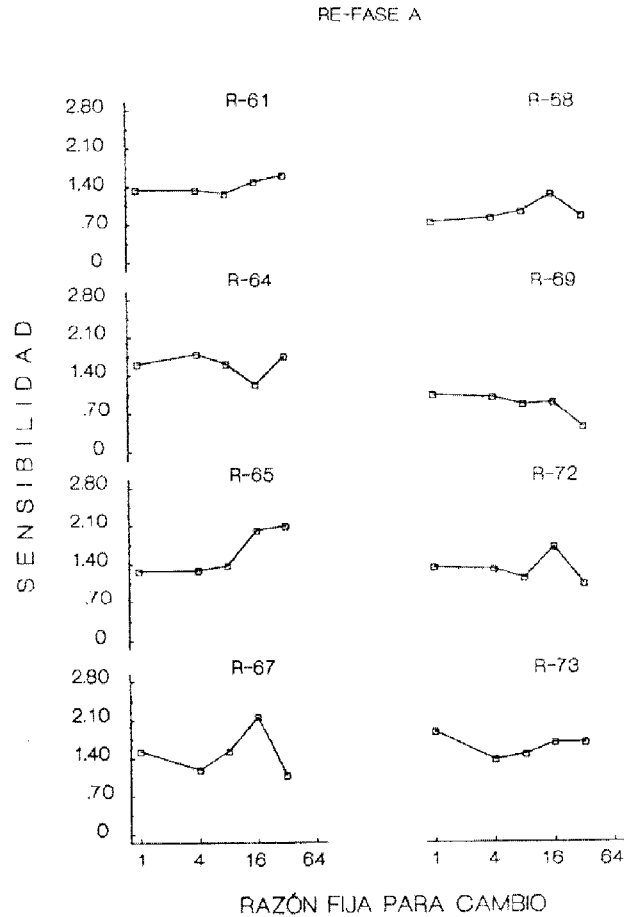 RE-FASE A
R-61
R-68
2.80
2.10
1.40
.70
0
R-64
R-69
2.80
2.10
1.40
.70
0
R-65
R-72
2.80
2.10
1.40
.70
0
R-67
R-73
2.80
2.10
1.40
.70
0
SENSIBILIDAD
1 4 16 64
1 4 16 64
RAZÓN FIJA PARA CAMBIO